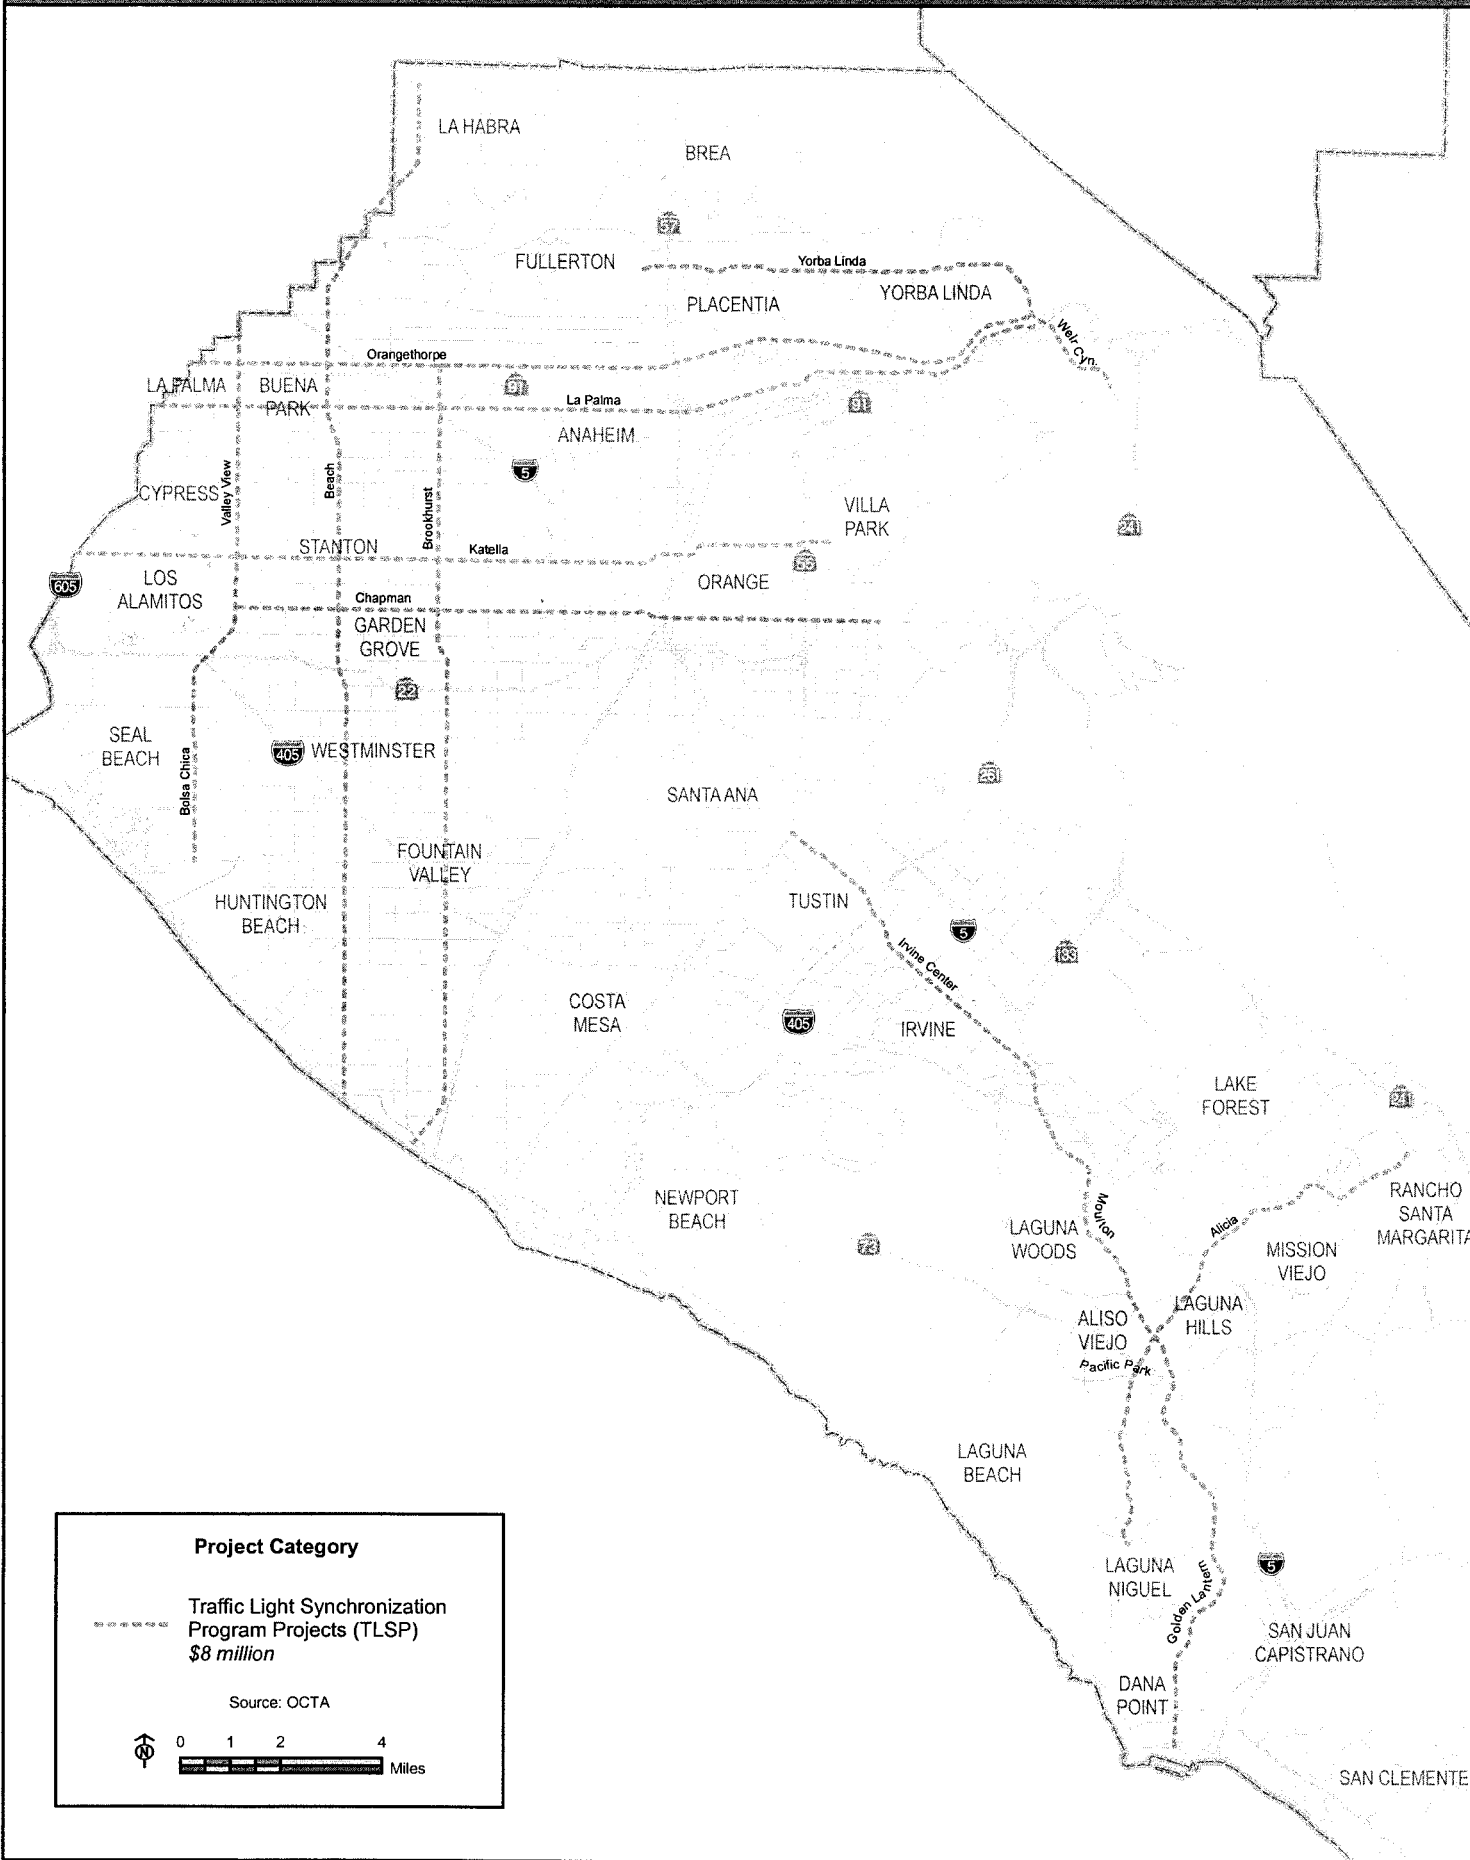 LA HABRA
BREA
57
FULLERTON
Yorba Linda
YORBA LINDA
PLACENTIA
Weir Cyn.
Orangethorpe
LA PALMA
BUENA
PARK
91
La Palma
91
ANAHEIM
5
CYPRESS
Valley View
Beach
Brookhurst
VILLA
PARK
241
STANTON
Katella
55
605
LOS
ALAMITOS
ORANGE
Chapman
GARDEN
GROVE
22
SEAL
BEACH
405
WESTMINSTER
Bolsa Chica
261
SANTA ANA
FOUNTAIN
VALLEY
HUNTINGTON
BEACH
TUSTIN
5
133
Irvine Center
COSTA
MESA
405
IRVINE
LAKE
FOREST
241
NEWPORT
BEACH
Moulton
Alicia
RANCHO
SANTA
MARGARITA
LAGUNA
WOODS
MISSION
VIEJO
73
LAGUNA
HILLS
ALISO
VIEJO
Pacific Park
LAGUNA
BEACH
LAGUNA
NIGUEL
5
Golden Lantern
SAN JUAN
CAPISTRANO
DANA
POINT
SAN CLEMENTE
Project Category
Traffic Light Synchronization
Program Projects (TLSP)
$8 million
Source: OCTA
N
0 1 2 4
Miles